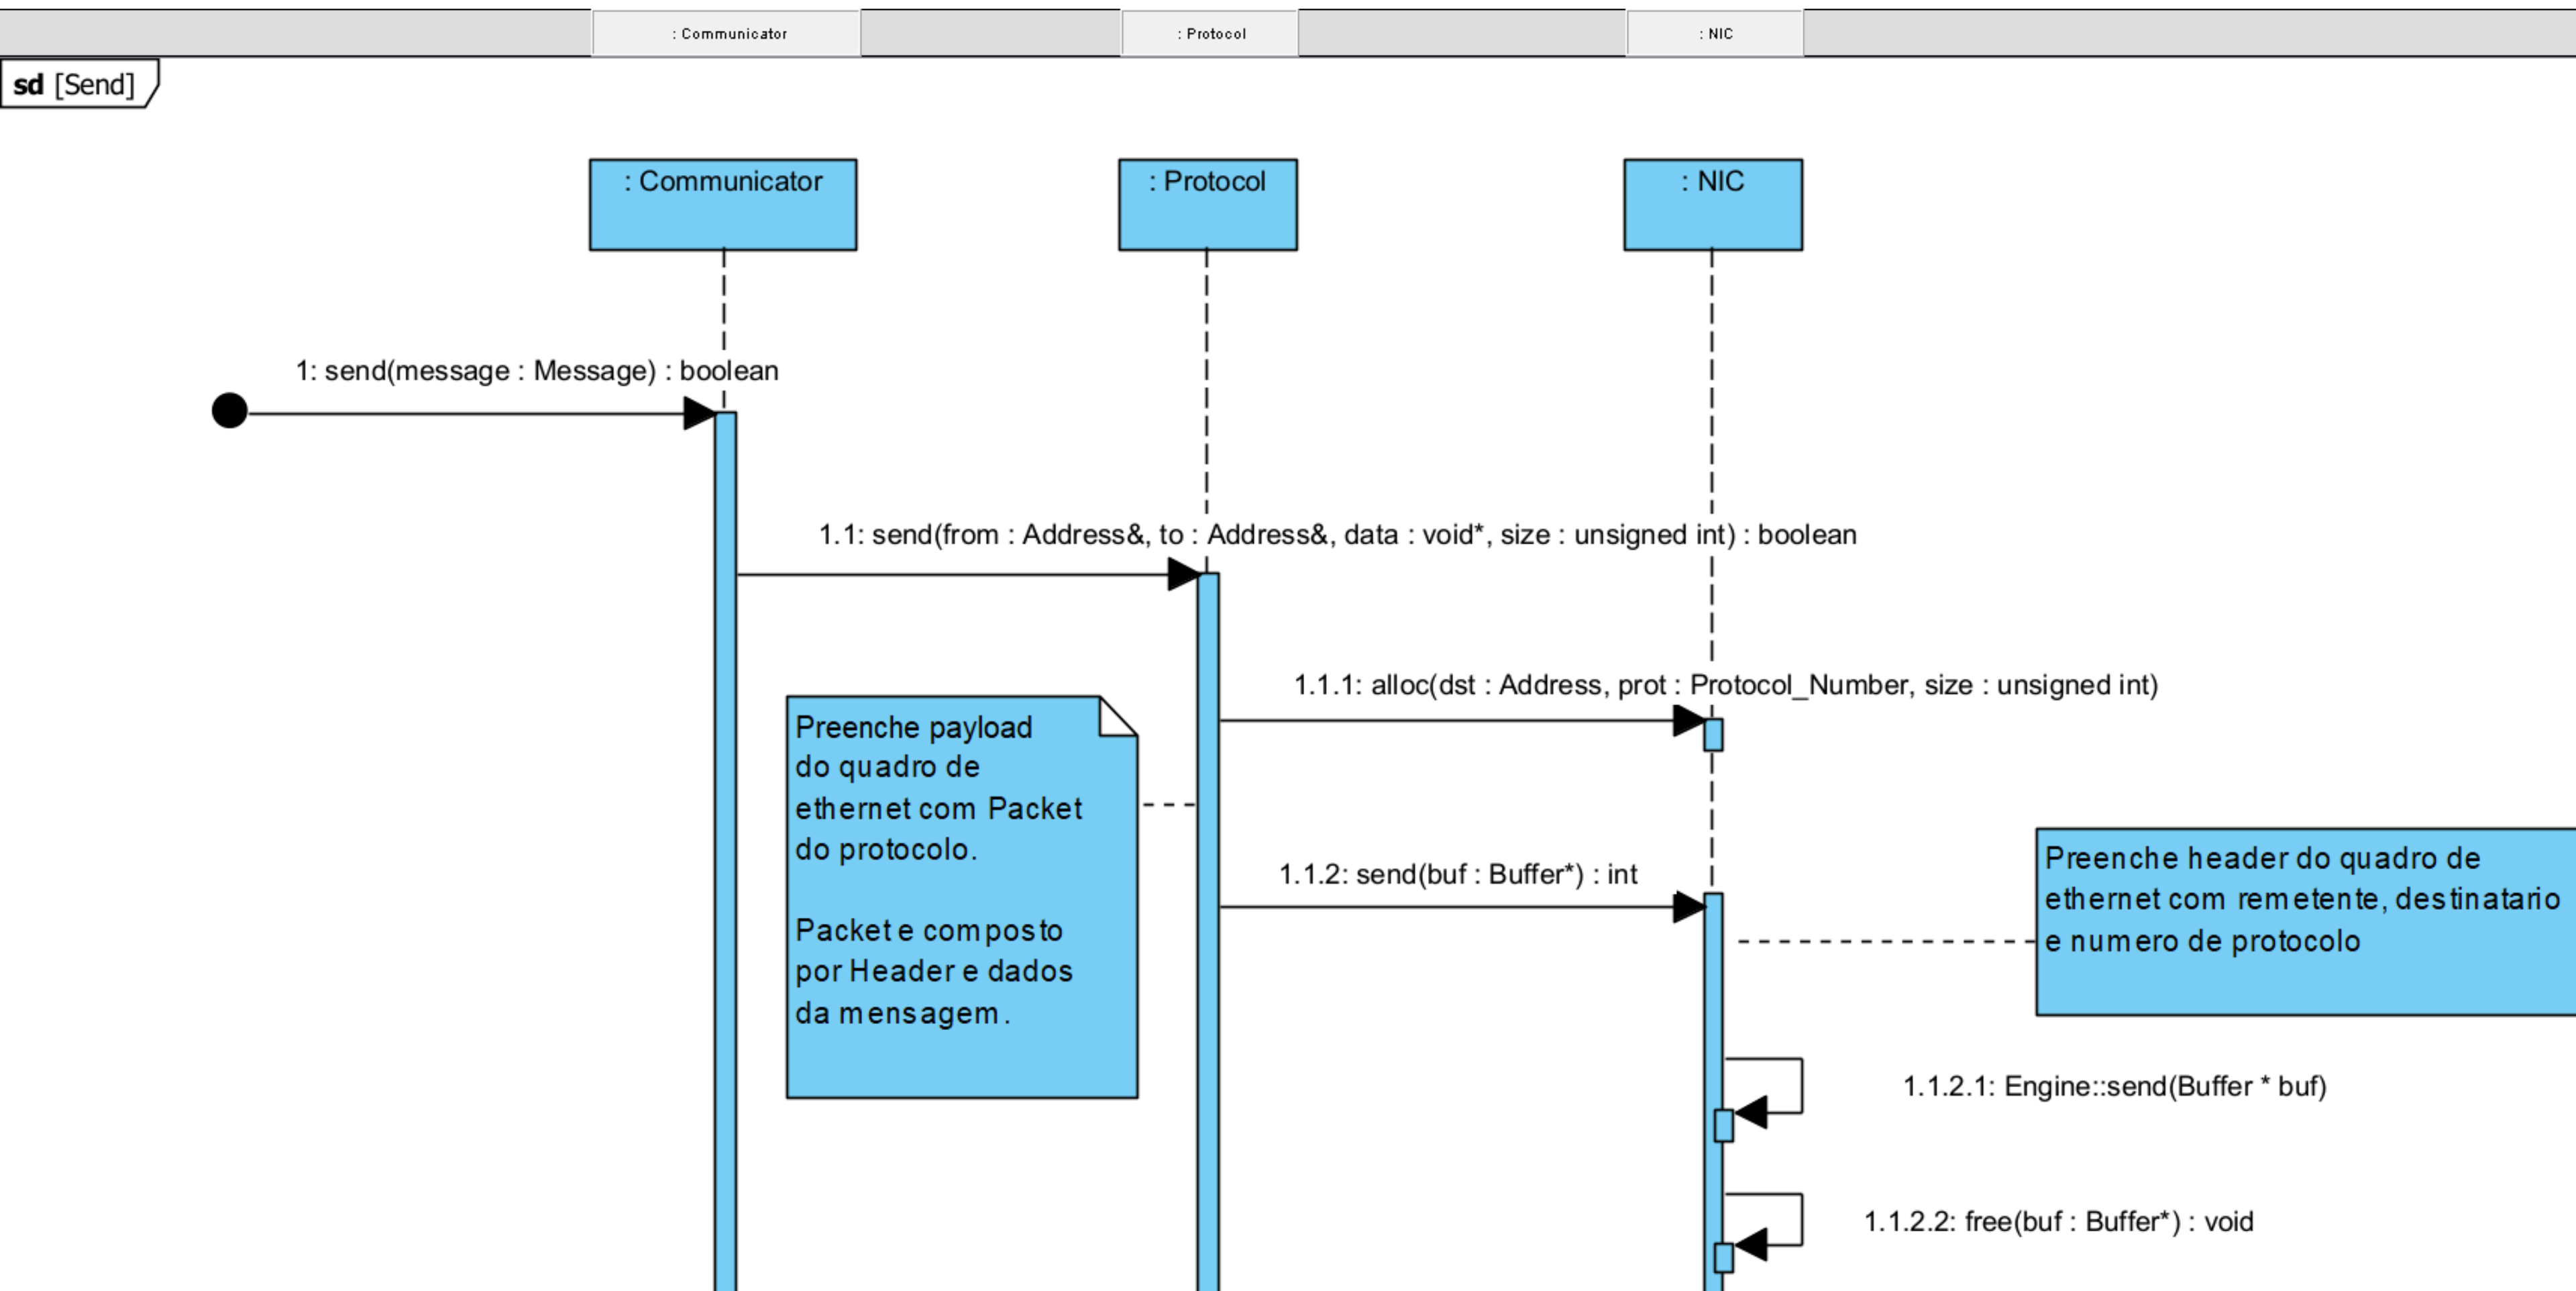 : Communicator
: Protocol
: NIC
sd [Send]
: Communicator
: Protocol
: NIC
1: send(message : Message) : boolean
1.1: send(from : Address&, to : Address&, data : void*, size : unsigned int) : boolean
1.1.1: alloc(dst : Address, prot : Protocol_Number, size : unsigned int)
Preenche payload
do quadro de
ethernet com Packet
do protocolo.
Packet e composto
por Header e dados
da mensagem.
1.1.2: send(buf : Buffer*) : int
Preenche header do quadro de
ethernet com remetente, destinatario
e numero de protocolo
1.1.2.1: Engine::send(Buffer * buf)
1.1.2.2: free(buf : Buffer*) : void